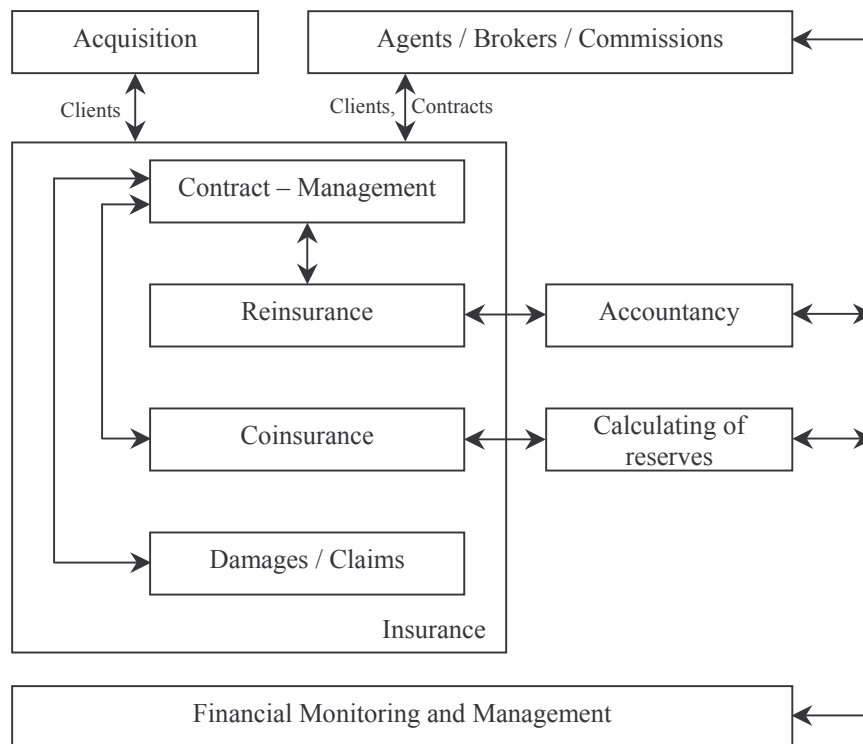 Acquisition
Agents / Brokers / Commissions
Clients
Clients, Contracts
Contract – Management
Reinsurance
Accountancy
Coinsurance
Calculating of
reserves
Damages / Claims
Insurance
Financial Monitoring and Management